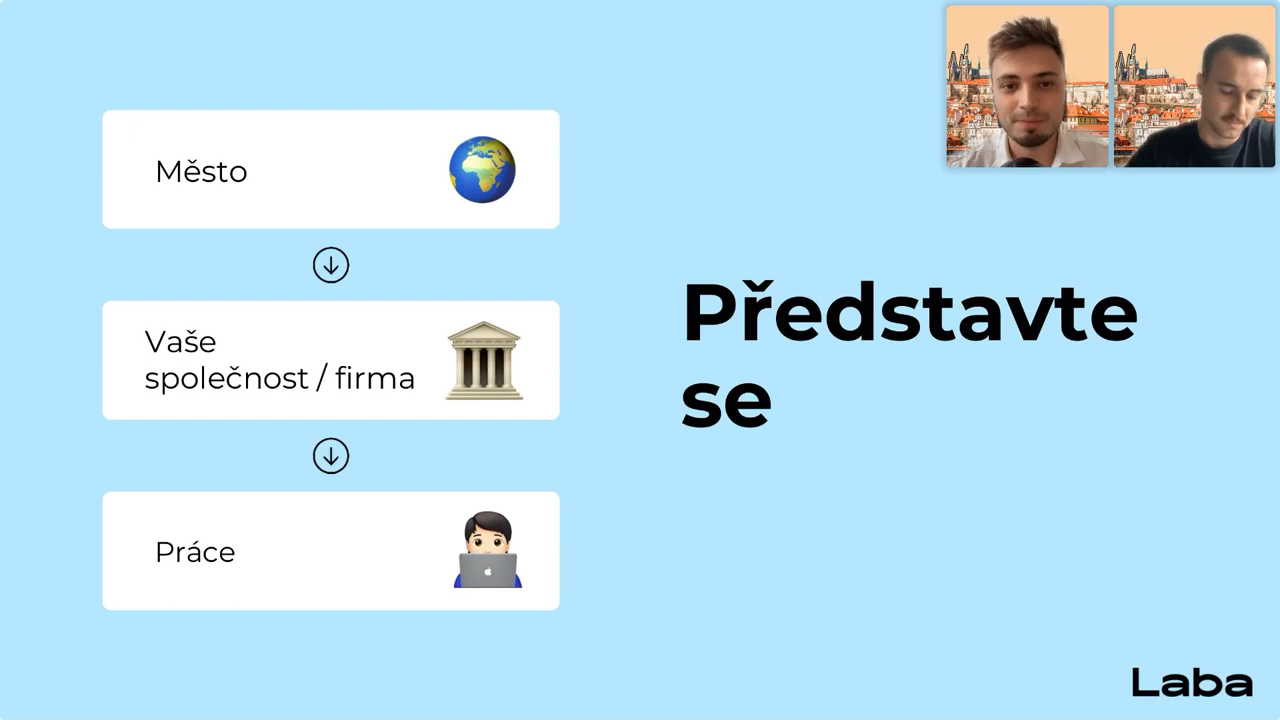 Město
Vaše
společnost / firma
Práce
Představte
se
Laba